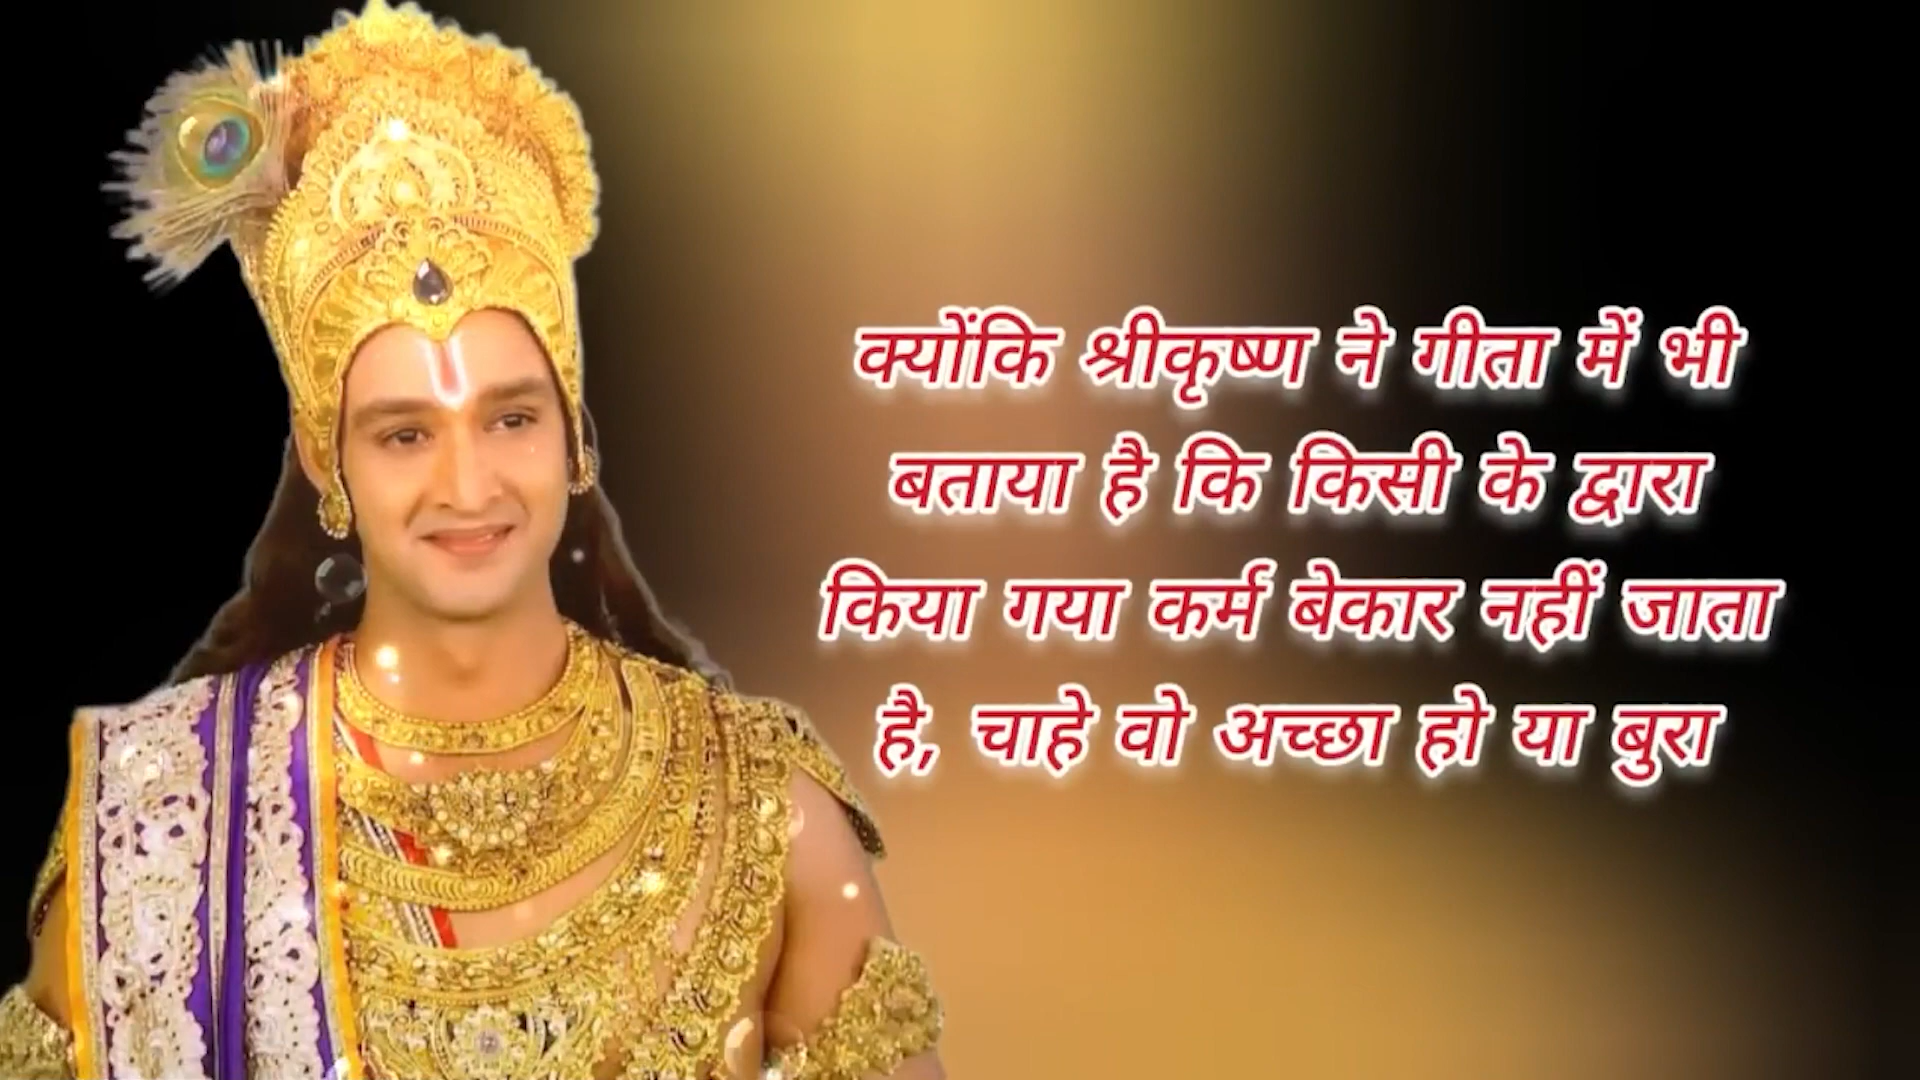 क्योंकि श्रीकृष्ण ने गीता में भी
बताया है कि किसी के द्वारा
किया गया कर्म बेकार नहीं जाता
है, चाहे वो अच्छा हो या बुरा